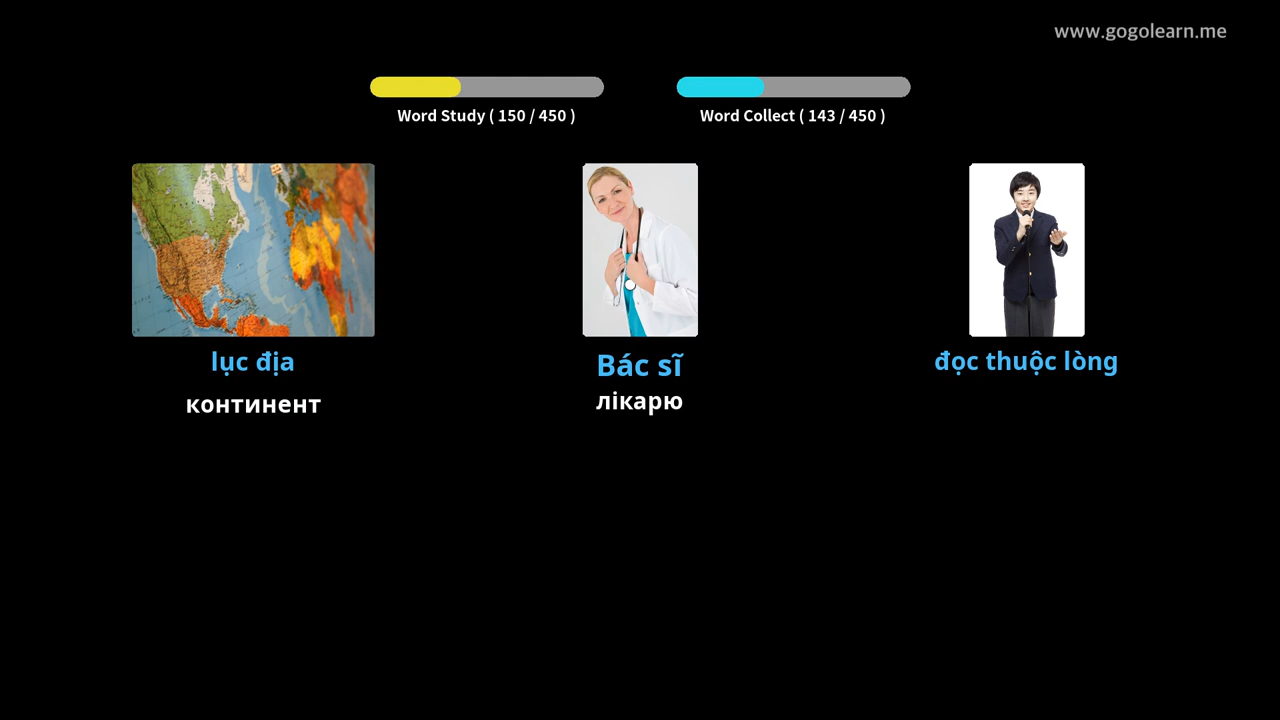 www.gogolearn.me
Word Study ( 150 / 450 )
Word Collect ( 143 / 450 )
lục địa
континент
Bác sĩ
лікарю
đọc thuộc lòng